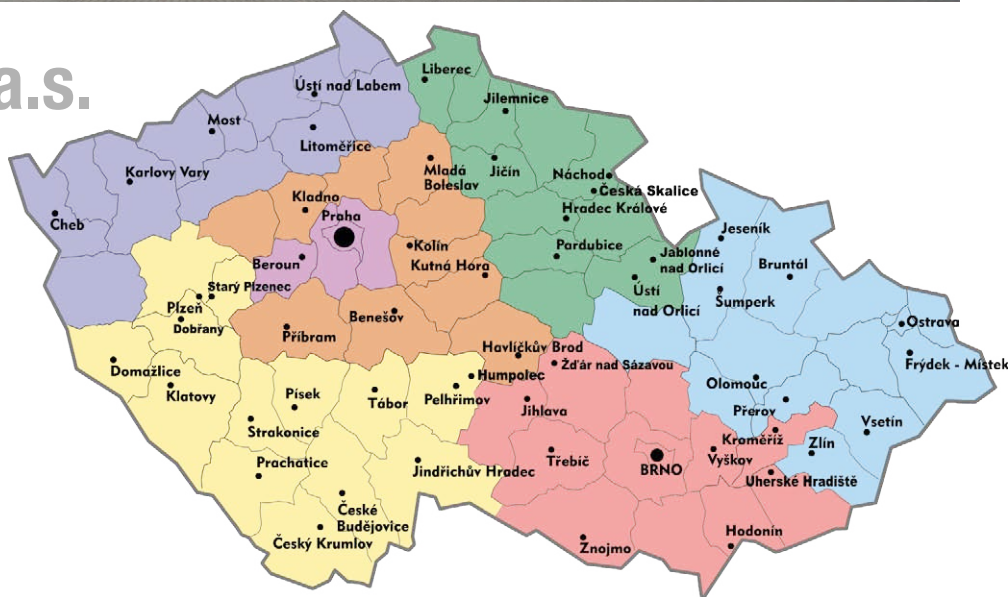 a.s.
Liberec
Ústí nad Labem
Jilemnice
Most
Litoměřice
Mladá
Boleslav
Jičín
Karlovy Vary
Náchod
Česká Skalice
Kladno
Hradec Králové
Cheb
Praha
Jeseník
Kolín
Pardubice
Jablonné
nad Orlicí
Beroun
Kutná Hora
Bruntál
Starý Plzenec
Ústí
nad Orlicí
Šumperk
Plzeň
Dobřany
Benešov
Příbram
Ostrava
Havlíčkův Brod
Žďár nad Sázavou
Frýdek - Místek
Domažlice
Humpolec
Klatovy
Písek
Tábor
Pelhřimov
Olomouc
Jihlava
Přerov
Strakonice
Vsetín
Kroměříž
Zlín
Prachatice
Jindřichův Hradec
Třebíč
BRNO
Vyškov
Uherské Hradiště
České
Budějovice
Český Krumlov
Znojmo
Hodonín